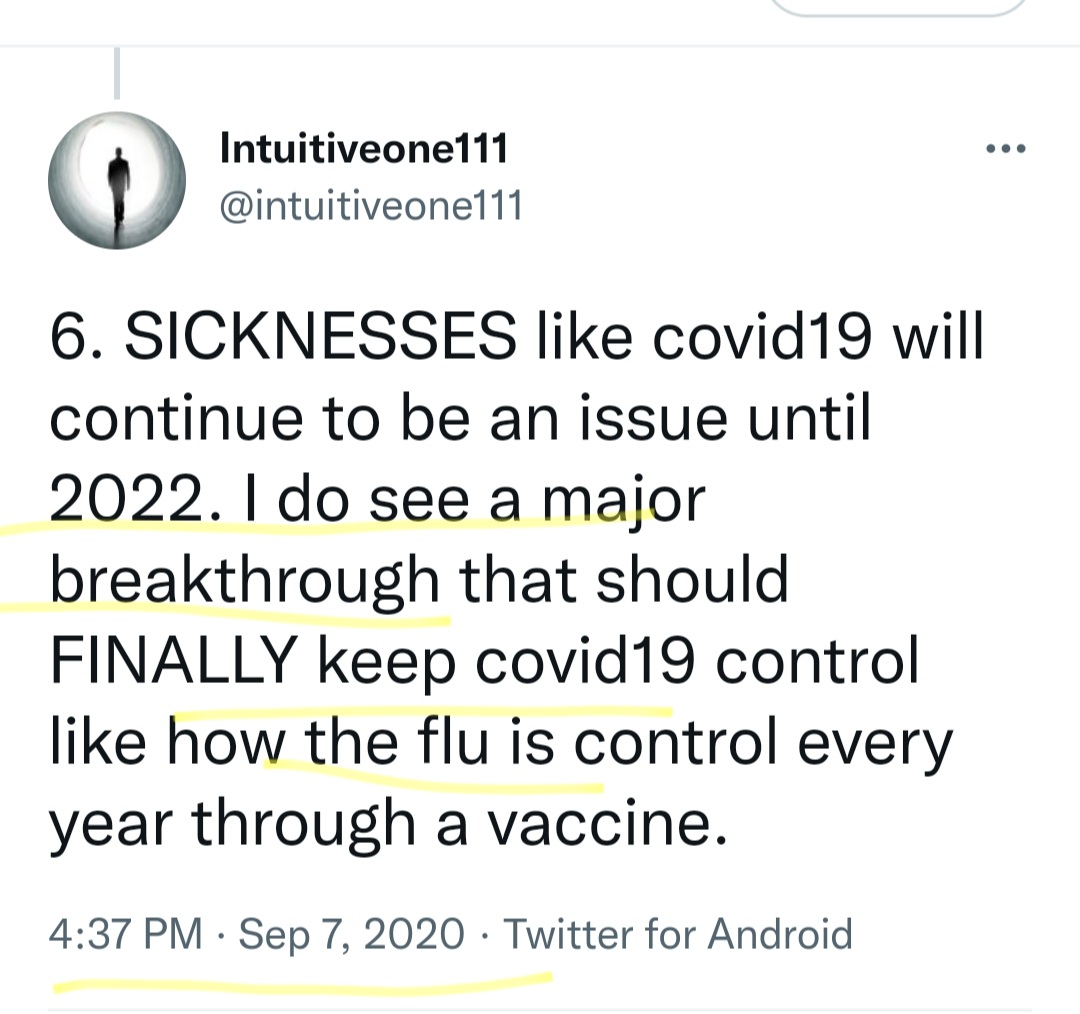 Intuitiveone111
@intuitiveone111
6. SICKNESSES like covid19 will
continue to be an issue until
2022. I do see a major
breakthrough that should
FINALLY keep covid19 control
like how the flu is control every
year through a vaccine.
4:37 PM · Sep 7, 2020 · Twitter for Android